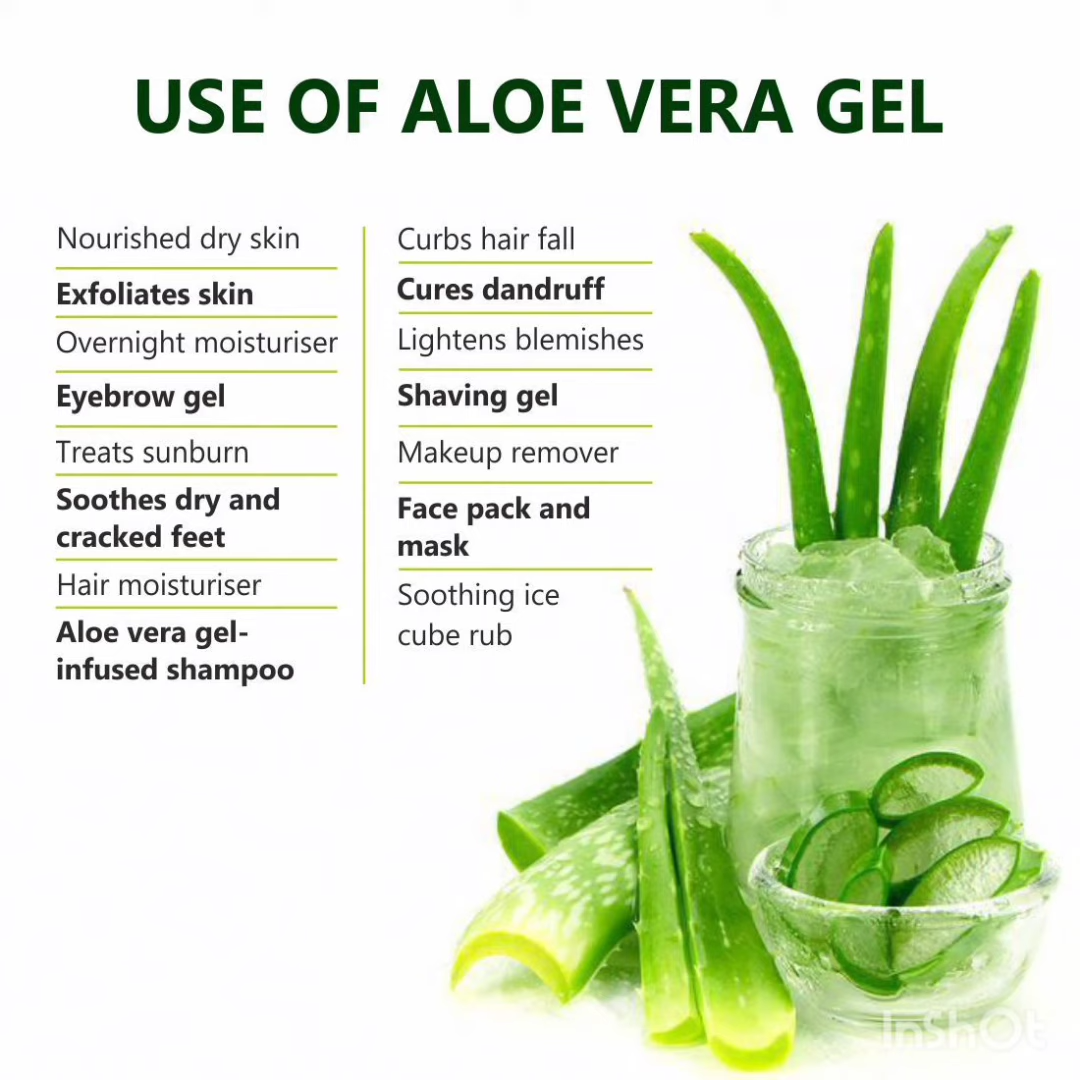 USE OF ALOE VERA GEL
Nourished dry skin
Exfoliates skin
Overnight moisturiser
Eyebrow gel
Treats sunburn
Soothes dry and
cracked feet
Hair moisturiser
Aloe vera gel-
infused shampoo
Curbs hair fall
Cures dandruff
Lightens blemishes
Shaving gel
Makeup remover
Face pack and
mask
Soothing ice
cube rub
InShOt